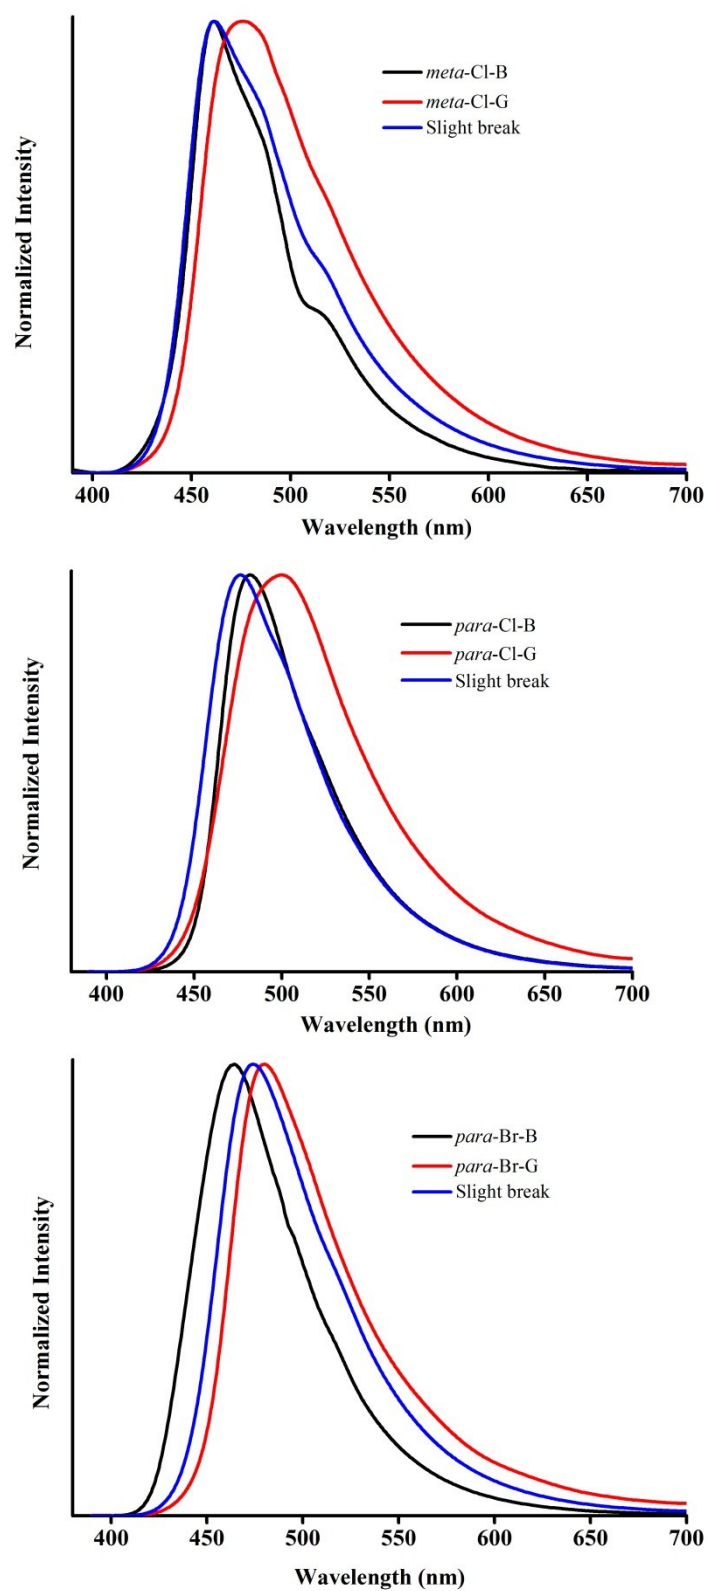 Normalized Intensity
meta-Cl-B
meta-Cl-G
Slight break
400 450 500 550 600 650 700
Wavelength (nm)
Normalized Intensity
para-Cl-B
para-Cl-G
Slight break
400 450 500 550 600 650 700
Wavelength (nm)
Normalized Intensity
para-Br-B
para-Br-G
Slight break
400 450 500 550 600 650 700
Wavelength (nm)